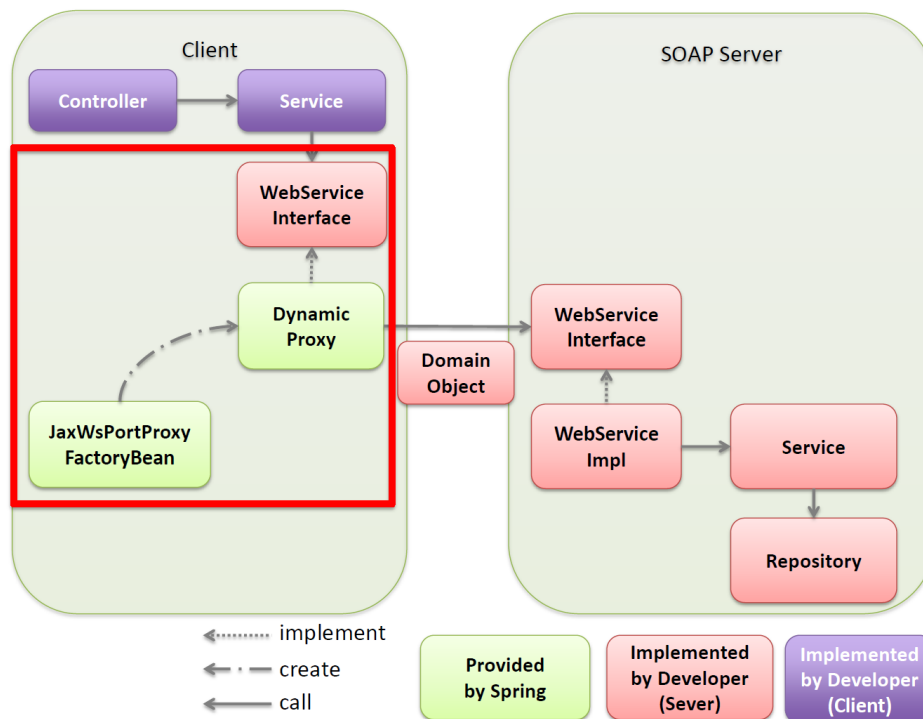 Client
SOAP Server
Controller
Service
WebService
Interface
Dynamic
Proxy
WebService
Interface
Domain
Object
JaxWsPortProxy
FactoryBean
WebService
Impl
Service
Repository
implement
create
call
Provided
by Spring
Implemented
by Developer
(Sever)
Implemented
by Developer
(Client)